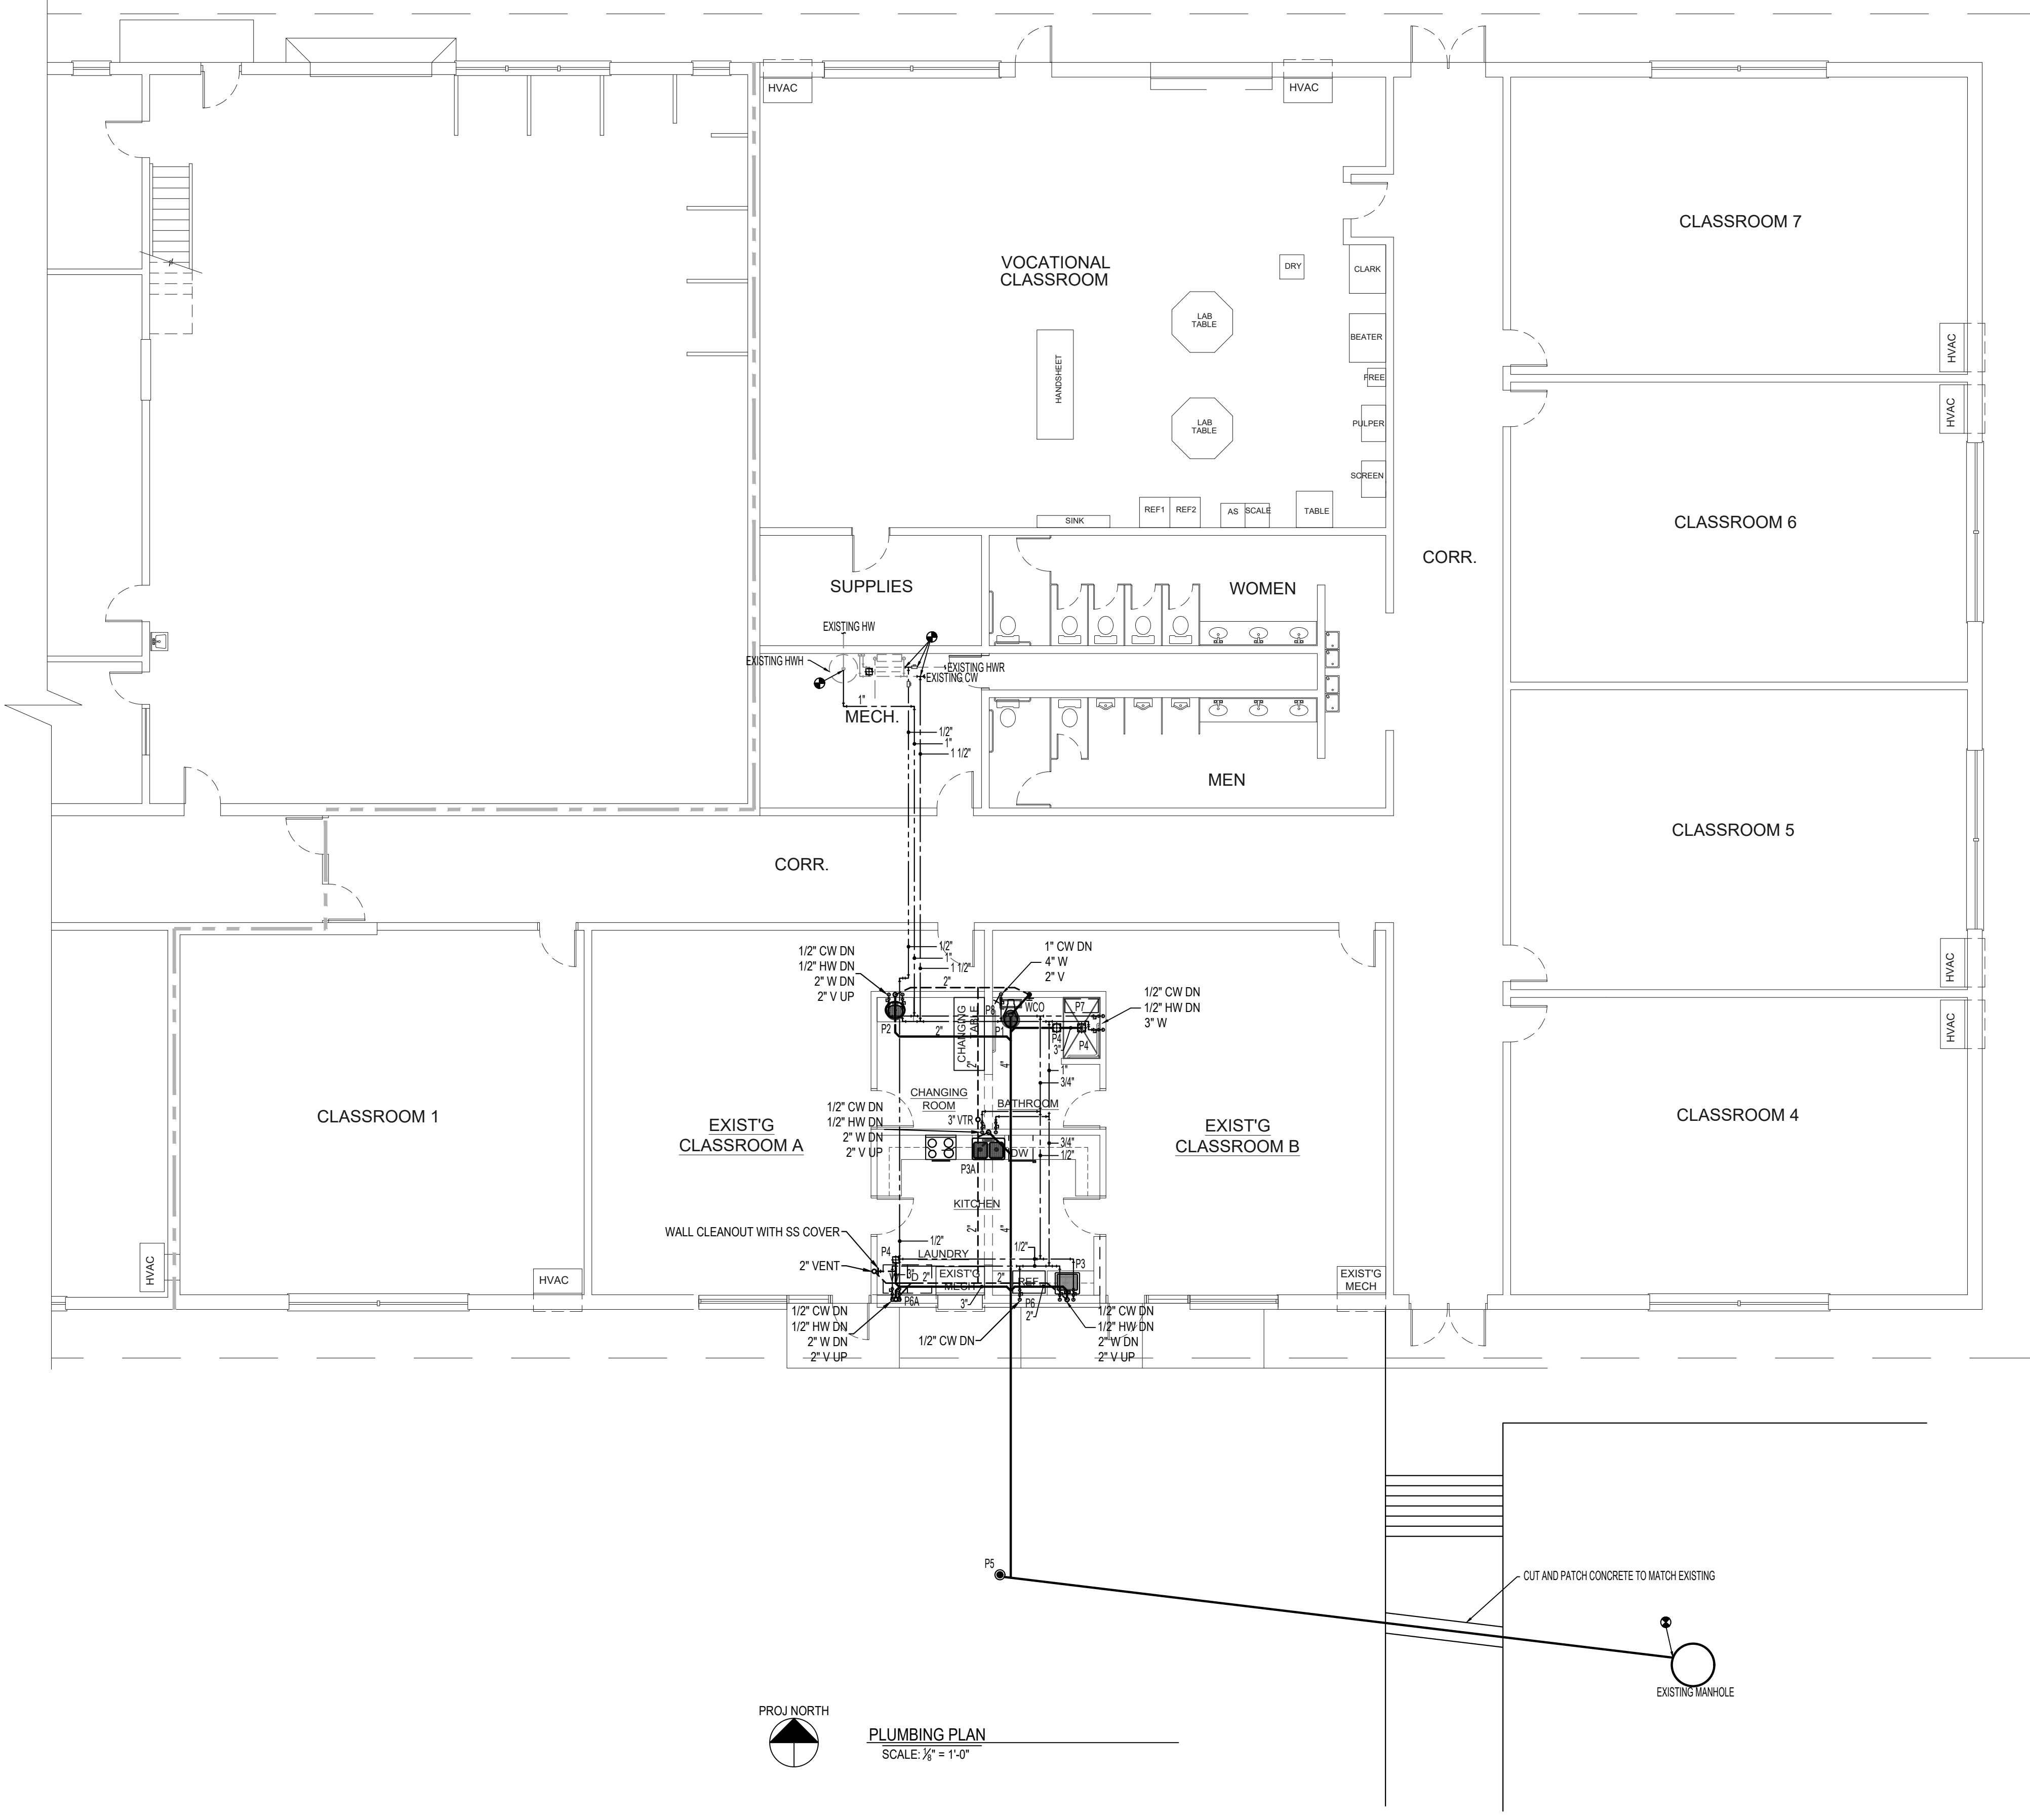 HVAC
HVAC
CLASSROOM 7
VOCATIONAL
CLASSROOM
DRY
CLARK
LAB
TABLE
BEATER
HVAC
HANDSHEET
FREE
HVAC
LAB
TABLE
PULPER
SCREEN
REF1
REF2
AS
SCALE
TABLE
SINK
CLASSROOM 6
CORR.
SUPPLIES
WOMEN
EXISTING HW
EXISTING HWH
EXISTING HWR
EXISTING CW
1"
MECH.
1/2"
1"
1 1/2"
MEN
CLASSROOM 5
CORR.
1/2"
1"
1 1/2"
2"
1/2" CW DN
1/2" HW DN
2" W DN
2" V UP
1" CW DN
4" W
2" V
HVAC
1/2" CW DN
1/2" HW DN
3" W
P8
WCO
P7
P2
2"
CHANGING
TABLE
P1
P4
3"
P4
HVAC
2"
4"
1"
3/4"
CHANGING
ROOM
BATHROOM
3" VTR
1/2" CW DN
1/2" HW DN
2" W DN
2" V UP
CLASSROOM 1
EXIST'G
CLASSROOM A
EXIST'G
CLASSROOM B
CLASSROOM 4
3/4"
1/2"
DW
P3A
KITCHEN
2"
4"
WALL CLEANOUT WITH SS COVER
1/2"
1/2"
P4
LAUNDRY
P3
2" VENT
3"
D
2"
EXIST'G
MECH
2"
REF
HVAC
HVAC
EXIST'G
MECH
P6A
3"
P6
2"
1/2" CW DN
1/2" HW DN
2" W DN
2" V UP
1/2" CW DN
1/2" CW DN
1/2" HW DN
2" W DN
2" V UP
P5
CUT AND PATCH CONCRETE TO MATCH EXISTING
EXISTING MANHOLE
PROJ NORTH
PLUMBING PLAN
SCALE: 1/8" = 1'-0"